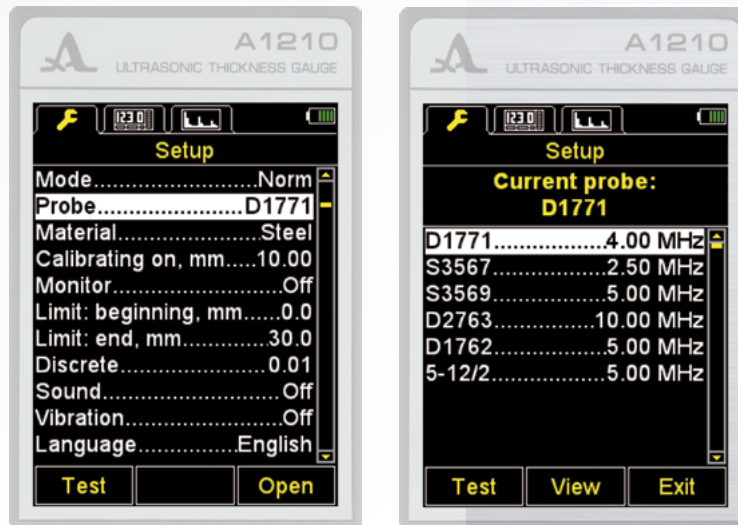 A1210
ULTRASONIC THICKNESS GAUGE
123.0
Setup
Mode.........................Norm
Probe.......................D1771
Material......................Steel
Calibrating on, mm.....10.00
Monitor.........................Off
Limit: beginning, mm......0.0
Limit: end, mm.............30.0
Discrete.....................0.01
Sound..........................Off
Vibration.......................Off
Language...............English
Test
Open
A1210
ULTRASONIC THICKNESS GAUGE
123.0
Setup
Current probe:
D1771
D1771.................4.00 MHz
S3567.................2.50 MHz
S3569.................5.00 MHz
D2763...............10.00 MHz
D1762.................5.00 MHz
5-12/2.................5.00 MHz
Test
View
Exit